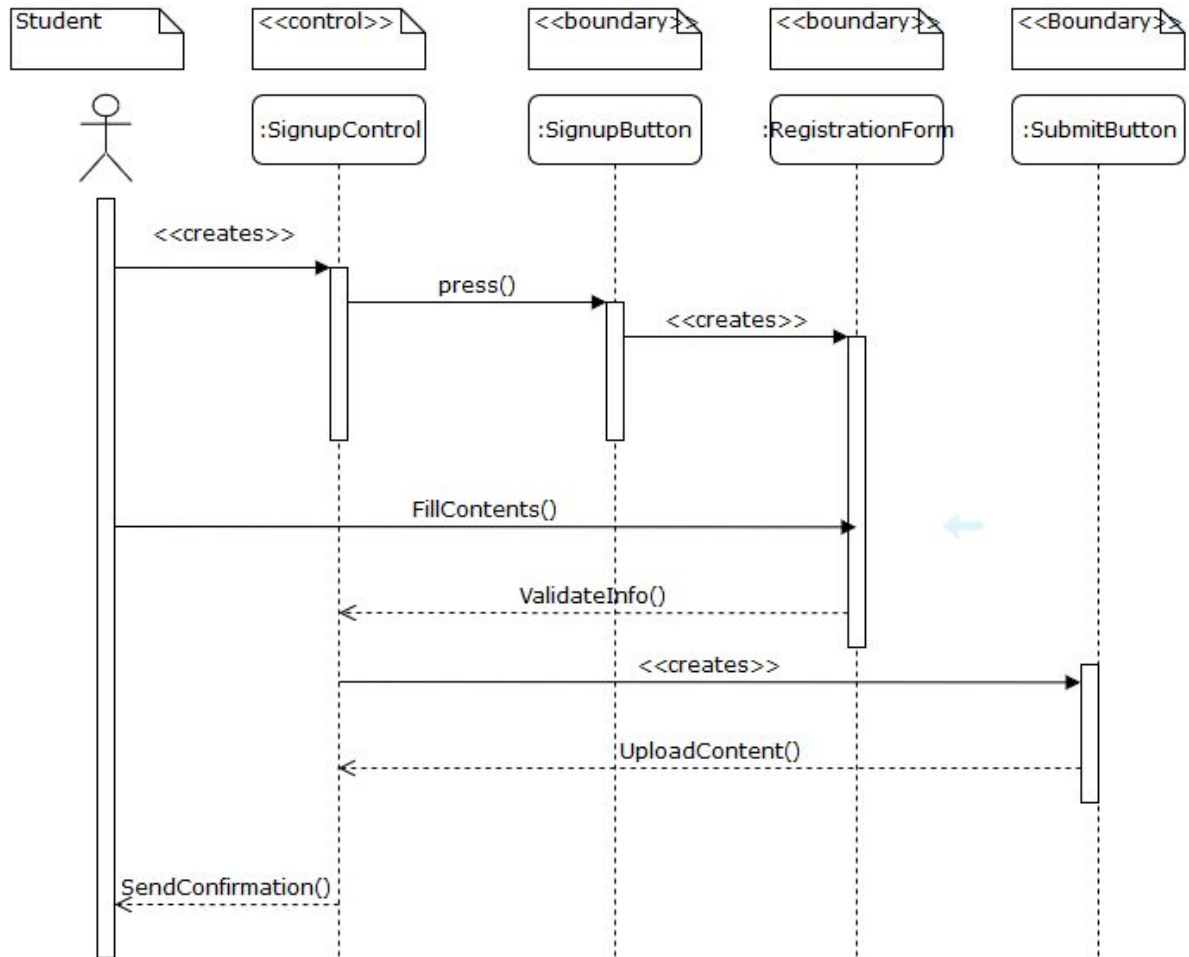 Student
<<control>>
<<boundary>>
<<boundary>>
<<Boundary>>
:SignupControl
:SignupButton
:RegistrationForm
:SubmitButton
<<creates>>
press()
<<creates>>
FillContents()
ValidateInfo()
<<creates>>
UploadContent()
SendConfirmation()